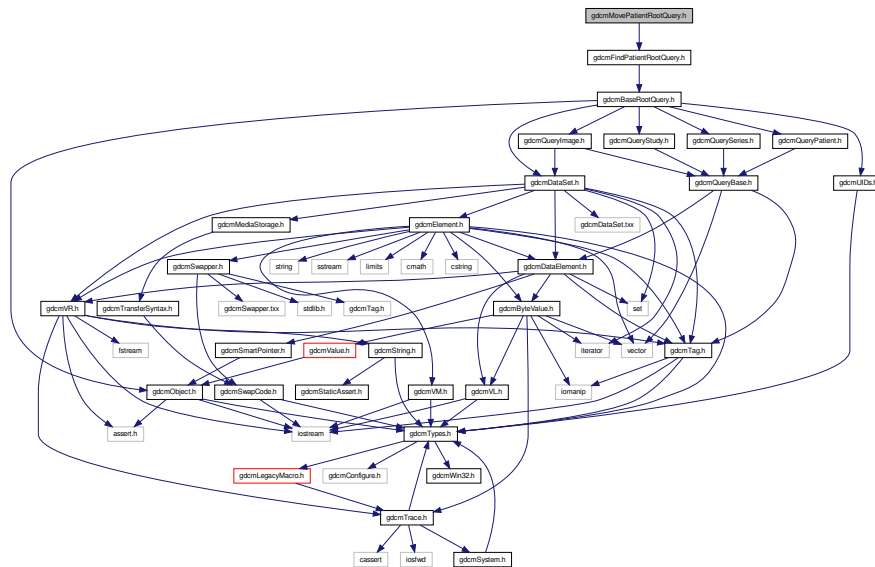 gdcmMovePatientRootQuery.h
gdcmFindPatientRootQuery.h
gdcmBaseRootQuery.h
gdcmQueryImage.h
gdcmQueryStudy.h
gdcmQuerySeries.h
gdcmQueryPatient.h
gdcmDataSet.h
gdcmQueryBase.h
gdcmUIDs.h
gdcmMediaStorage.h
gdcmElement.h
gdcmDataSet.txx
gdcmSwapper.h
string
sstream
limits
cmath
cstring
gdcmDataElement.h
gdcmVR.h
gdcmTransferSyntax.h
gdcmSwapper.txx
stdlib.h
gdcmTag.h
gdcmByteValue.h
set
fstream
gdcmSmartPointer.h
gdcmValue.h
gdcmString.h
iterator
vector
gdcmTag.h
gdcmObject.h
gdcmSwapCode.h
gdcmStaticAssert.h
gdcmVM.h
gdcmVL.h
iomanip
assert.h
iostream
gdcmTypes.h
gdcmLegacyMacro.h
gdcmConfigure.h
gdcmWin32.h
gdcmTrace.h
cassert
iosfwd
gdcmSystem.h